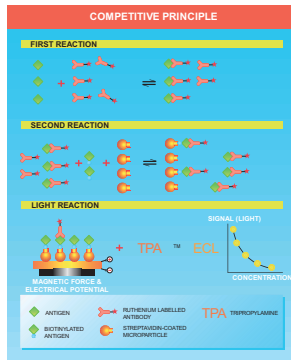 COMPETITIVE PRINCIPLE
FIRST REACTION
+
⇌
SECOND REACTION
+ + ⇌
LIGHT REACTION
SIGNAL (LIGHT)
+ TPA ™ ECL
CONCENTRATION
MAGNETIC FORCE &
ELECTRICAL POTENTIAL
ANTIGEN
RUTHENIUM LABELLED
ANTIBODY
TPA TRIPROPYLAMINE
BIOTINYLATED
ANTIGEN
STREPTAVIDIN-COATED
MICROPARTICLE